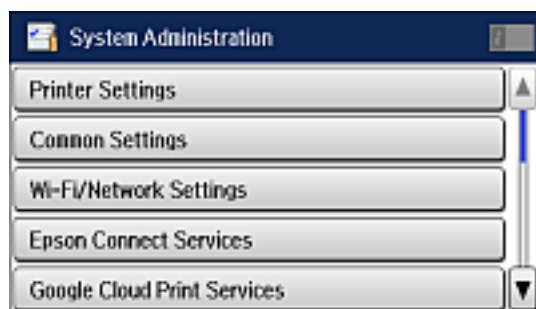 System Administration
Printer Settings
Common Settings
Wi-Fi/Network Settings
Epson Connect Services
Google Cloud Print Services